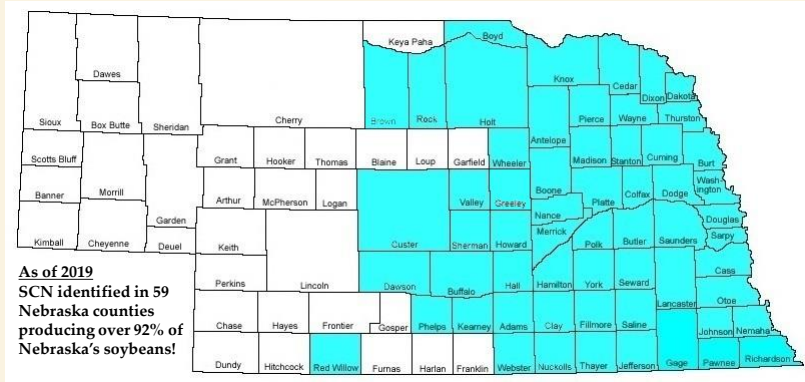 Keya Paha
Boyd
Dawes
Knox
Cedar
Dixon
Dakota
Sioux
Box Butte
Sheridan
Cherry
Brown
Rock
Holt
Pierce
Wayne
Thurston
Antelope
Scotts Bluff
Grant
Hooker
Thomas
Blaine
Loup
Garfield
Wheeler
Madison
Stanton
Cuming
Burt
Banner
Morrill
Garden
Arthur
McPherson
Logan
Valley
Greeley
Boone
Nance
Platte
Colfax
Dodge
Wash-
ington
Kimball
Cheyenne
Deuel
Keith
Custer
Sherman
Howard
Merrick
Polk
Butler
Saunders
Douglas
Sarpy
As of 2019
SCN identified in 59
Nebraska counties
producing over 92% of
Nebraska's soybeans!
Perkins
Lincoln
Dawson
Buffalo
Hall
Hamilton
York
Seward
Lancaster
Cass
Otoe
Chase
Hayes
Frontier
Gosper
Phelps
Kearney
Adams
Clay
Fillmore
Saline
Johnson
Nemaha
Dundy
Hitchcock
Red Willow
Furnas
Harlan
Franklin
Webster
Nuckolls
Thayer
Jefferson
Gage
Pawnee
Richardson